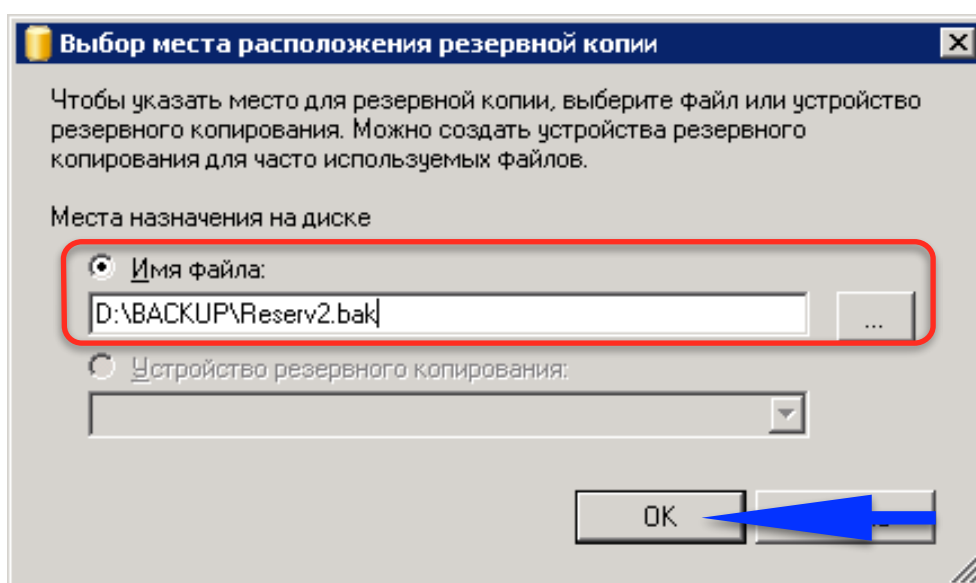 Выбор места расположения резервной копии
Чтобы указать место для резервной копии, выберите файл или устройство
резервного копирования. Можно создать устройства резервного
копирования для часто используемых файлов.
Места назначения на диске
Имя файла:
D:\BACKUP\Reserv2.bak
...
Устройство резервного копирования:
OK